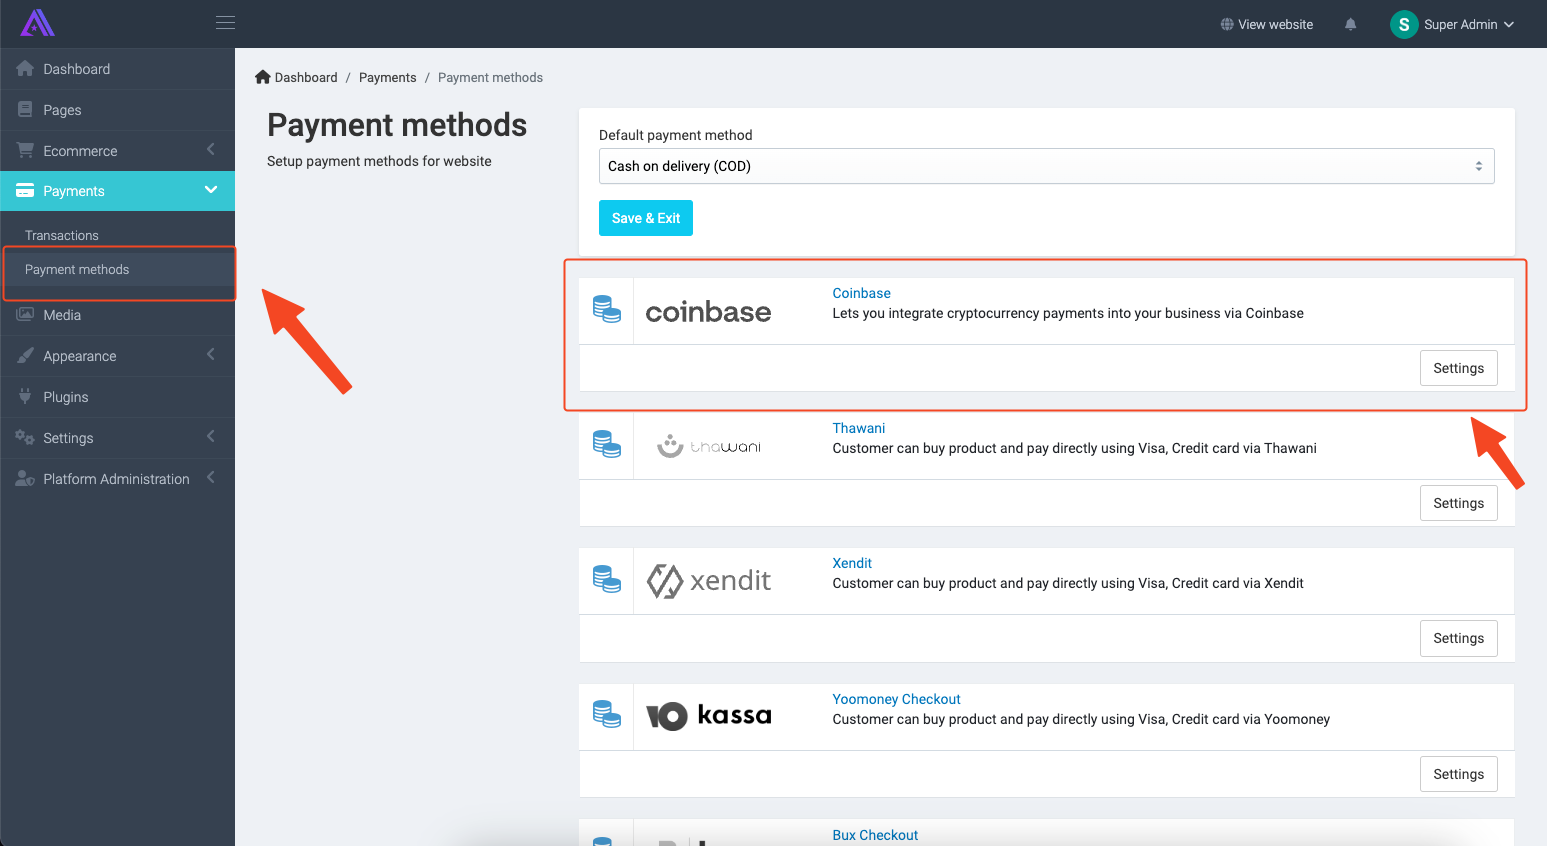 View website
S
Super Admin
Dashboard
Pages
Ecommerce
Payments
Transactions
Payment methods
Media
Appearance
Plugins
Settings
Platform Administration
Dashboard / Payments / Payment methods
Payment methods
Setup payment methods for website
Default payment method
Cash on delivery (COD)
Save & Exit
coinbase
Coinbase
Lets you integrate cryptocurrency payments into your business via Coinbase
Settings
thawani
Thawani
Customer can buy product and pay directly using Visa, Credit card via Thawani
Settings
xendit
Xendit
Customer can buy product and pay directly using Visa, Credit card via Xendit
Settings
kassa
Yoomoney Checkout
Customer can buy product and pay directly using Visa, Credit card via Yoomoney
Settings
Bux Checkout